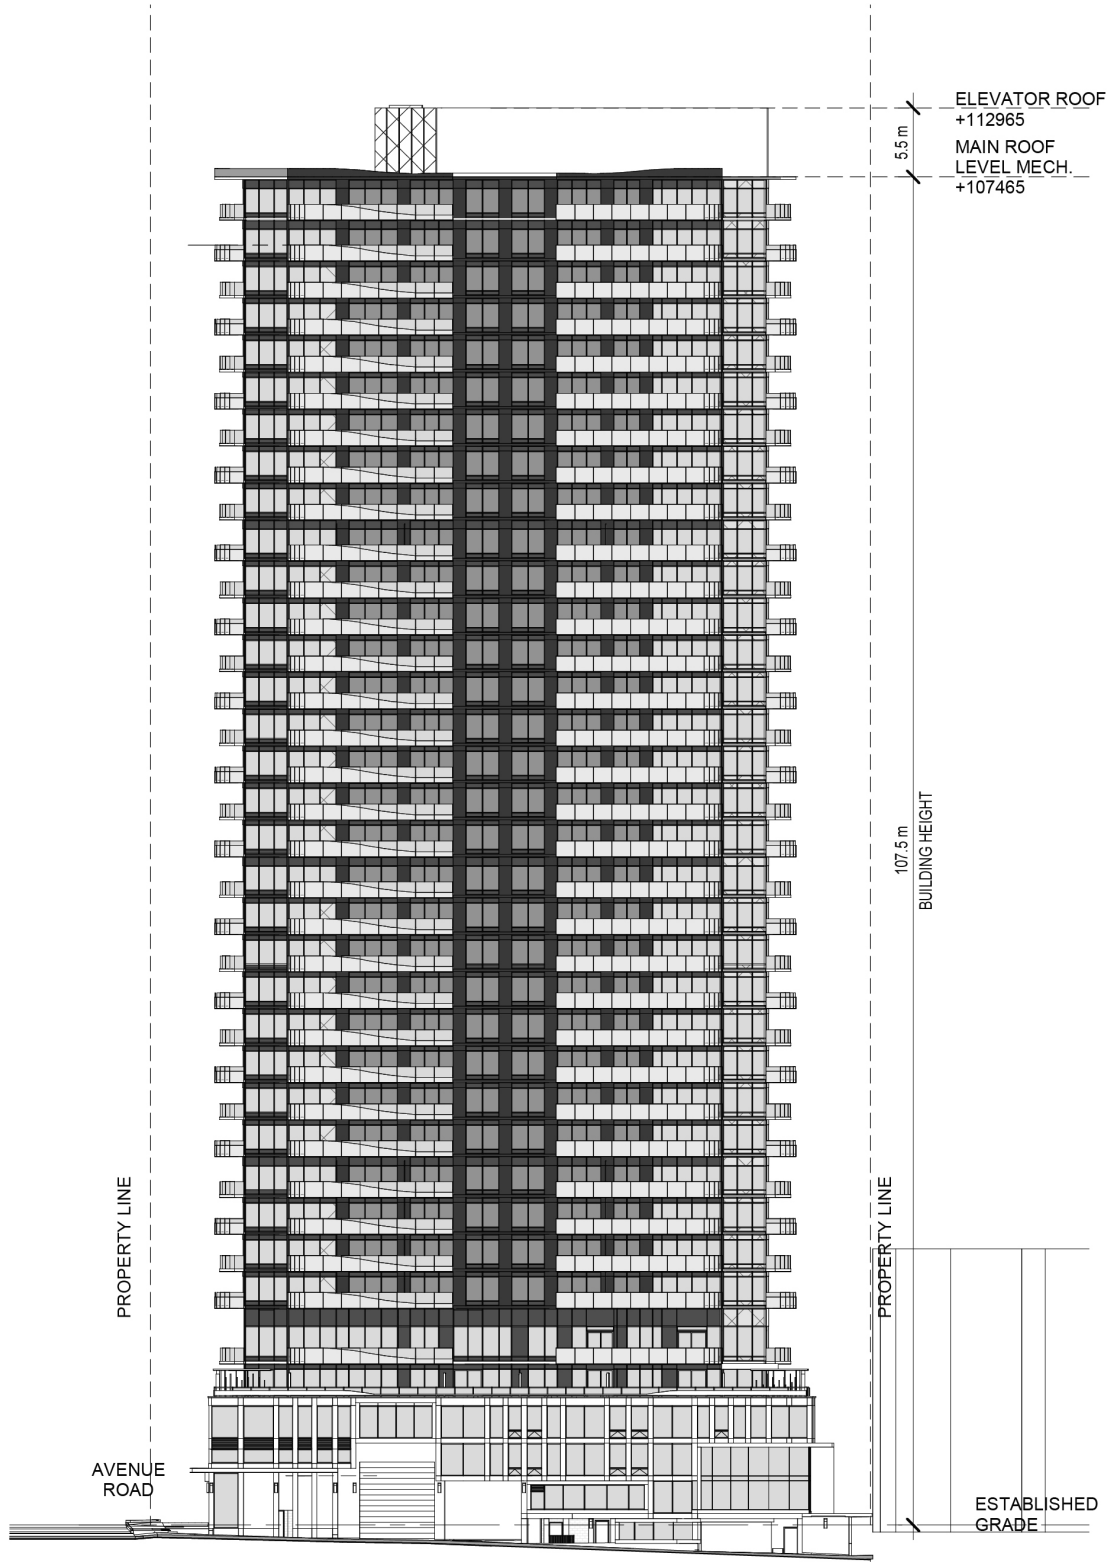 ELEVATOR ROOF
+112965
5.5 m
MAIN ROOF
LEVEL MECH.
+107465
107.5 m
BUILDING HEIGHT
PROPERTY LINE
PROPERTY LINE
AVENUE
ROAD
ESTABLISHED
GRADE